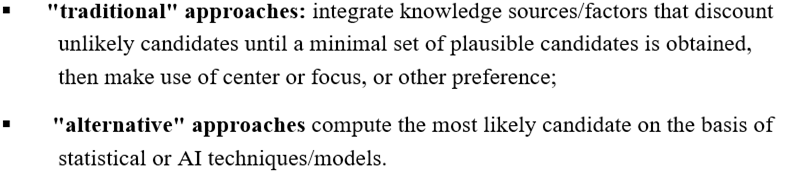 ▪ "traditional" approaches: integrate knowledge sources/factors that discount
unlikely candidates until a minimal set of plausible candidates is obtained,
then make use of center or focus, or other preference;
▪ "alternative" approaches compute the most likely candidate on the basis of
statistical or AI techniques/models.